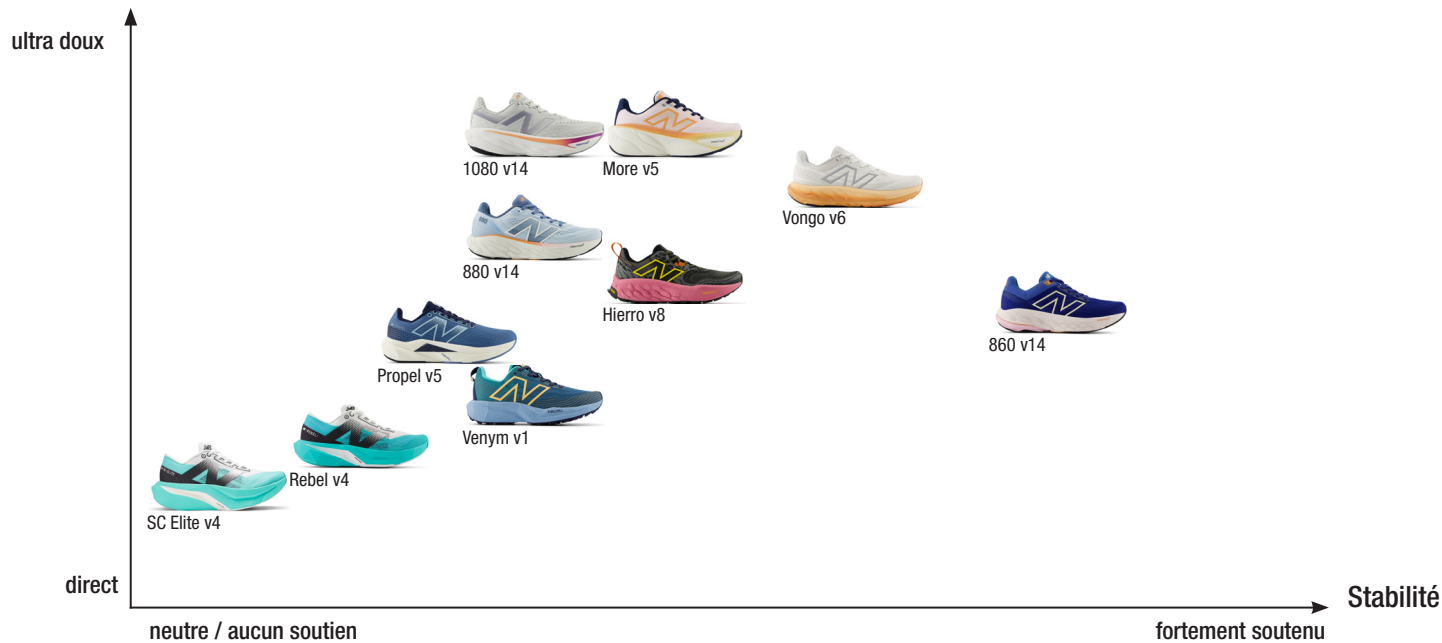 ultra doux
1080 v14
More v5
Vongo v6
880 v14
Hierro v8
860 v14
Propel v5
Venym v1
Rebel v4
SC Elite v4
direct
Stabilité
neutre / aucun soutien
fortement soutenu